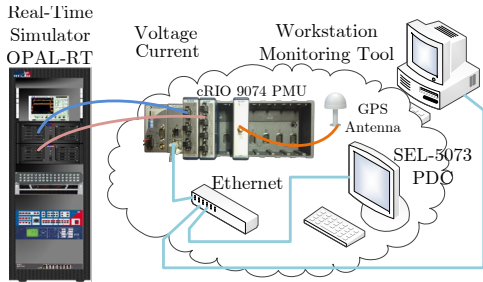 Real-Time
Simulator
OPAL-RT
Voltage
Current
Workstation
Monitoring Tool
cRIO 9074 PMU
GPS
Antenna
SEL-5073
PDC
Ethernet